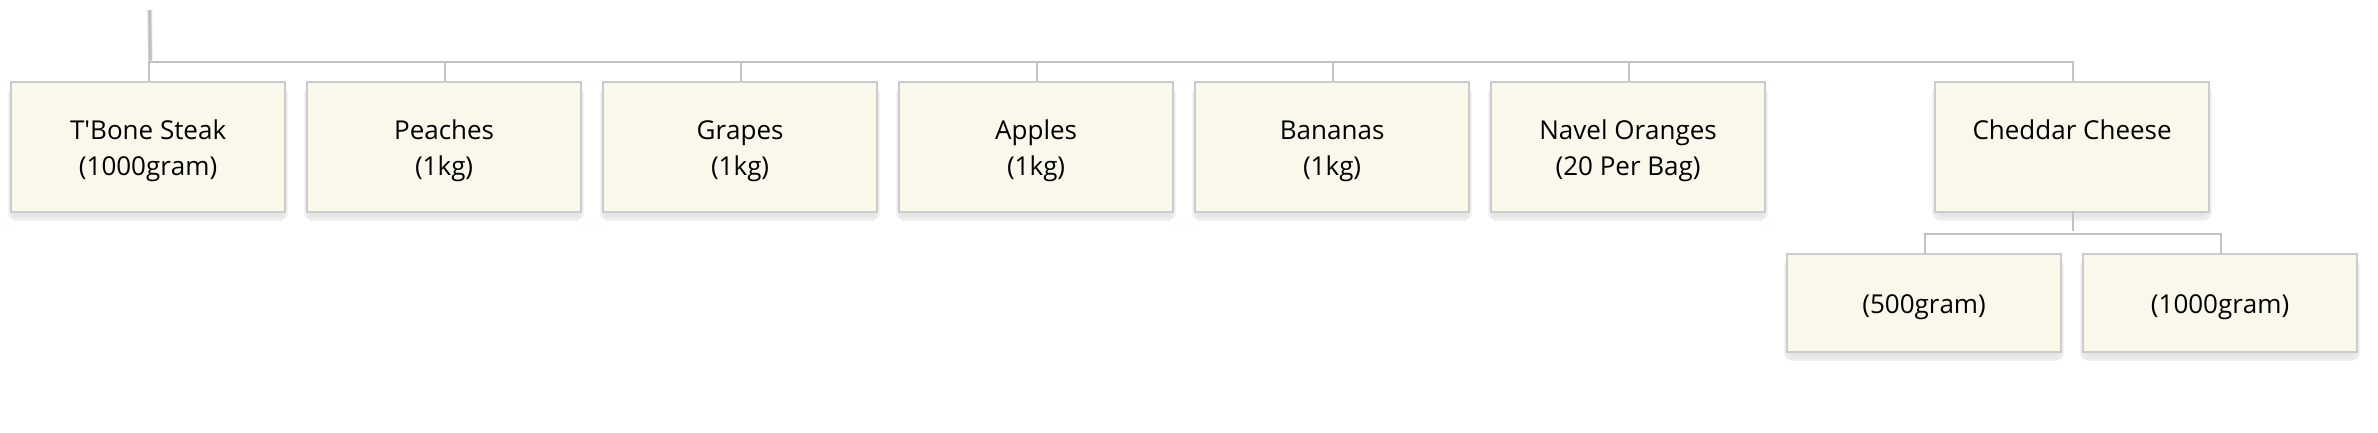 T'Bone Steak
(1000gram)
Peaches
(1kg)
Grapes
(1kg)
Apples
(1kg)
Bananas
(1kg)
Navel Oranges
(20 Per Bag)
Cheddar Cheese
(500gram)
(1000gram)